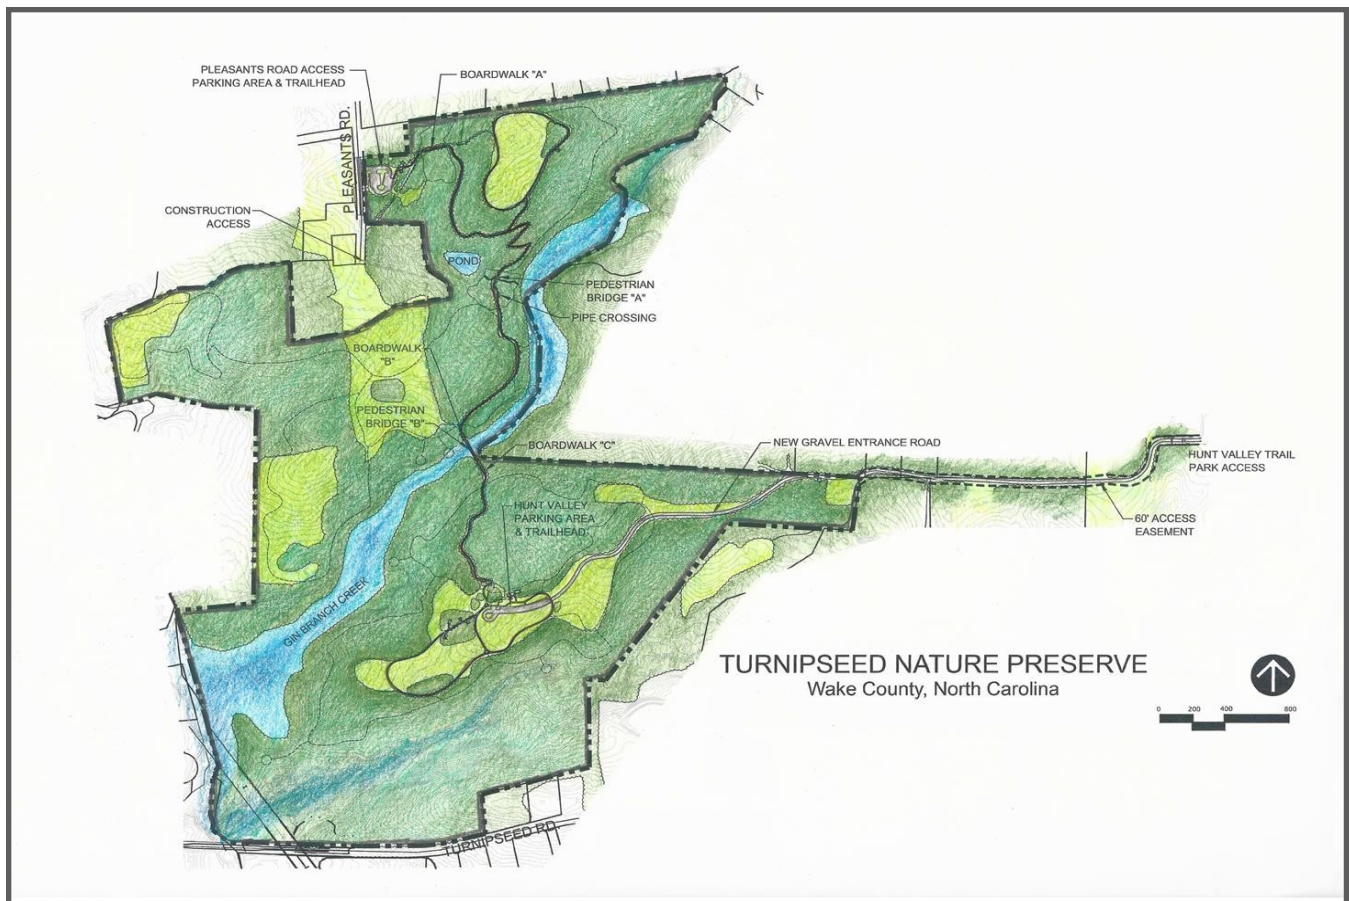 PLEASANTS ROAD ACCESS
PARKING AREA & TRAILHEAD
BOARDWALK "A"
PLEASANTS RD.
CONSTRUCTION
ACCESS
POND
PEDESTRIAN
BRIDGE "A"
PIPE CROSSING
BOARDWALK
"B"
PEDESTRIAN
BRIDGE "B"
BOARDWALK "C"
NEW GRAVEL ENTRANCE ROAD
HUNT VALLEY TRAIL
PARK ACCESS
HUNT VALLEY
PARKING AREA
& TRAILHEAD
60' ACCESS
EASEMENT
GIN BRANCH CREEK
TURNIPSEED NATURE PRESERVE
Wake County, North Carolina
0 200 400 800
TURNIPSEED RD.